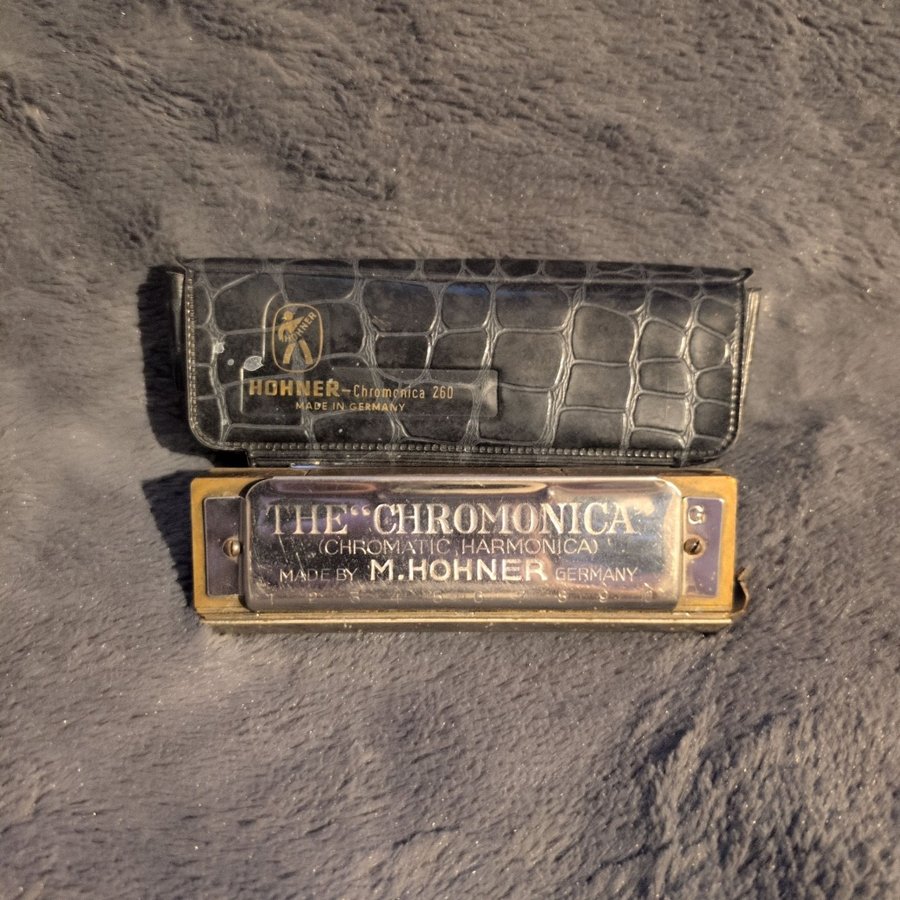 HOHNER
HOHNER-Chromonica 260
MADE IN GERMANY
THE "CHROMONICA"
G
(CHROMATIC HARMONICA)
MADE BY M. HOHNER GERMANY